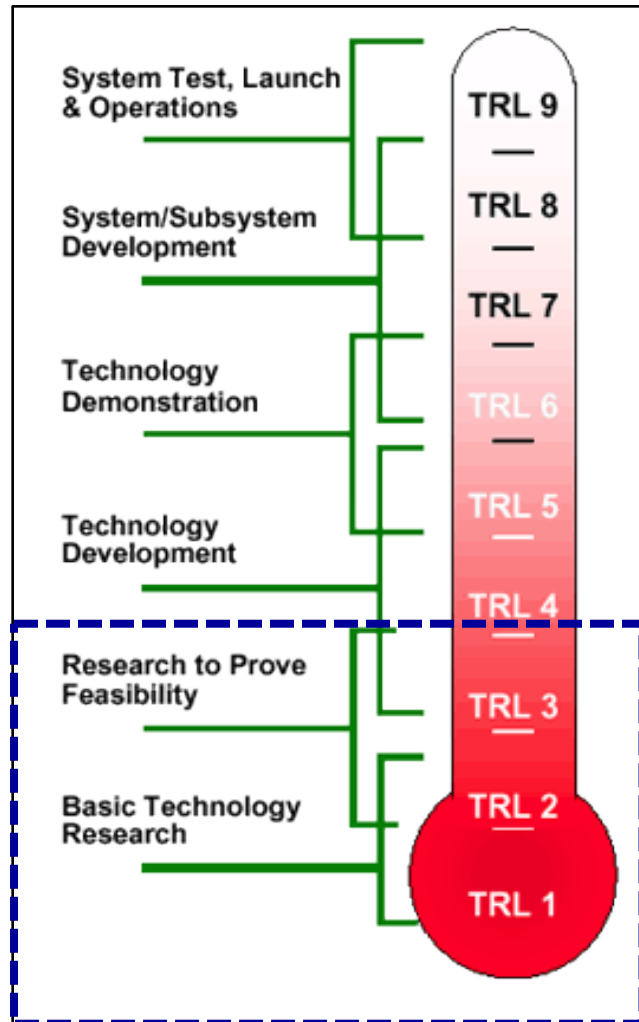 System Test, Launch
& Operations
System/Subsystem
Development
Technology
Demonstration
Technology
Development
Research to Prove
Feasibility
Basic Technology
Research
TRL 9
TRL 8
TRL 7
TRL 6
TRL 5
TRL 4
TRL 3
TRL 2
TRL 1